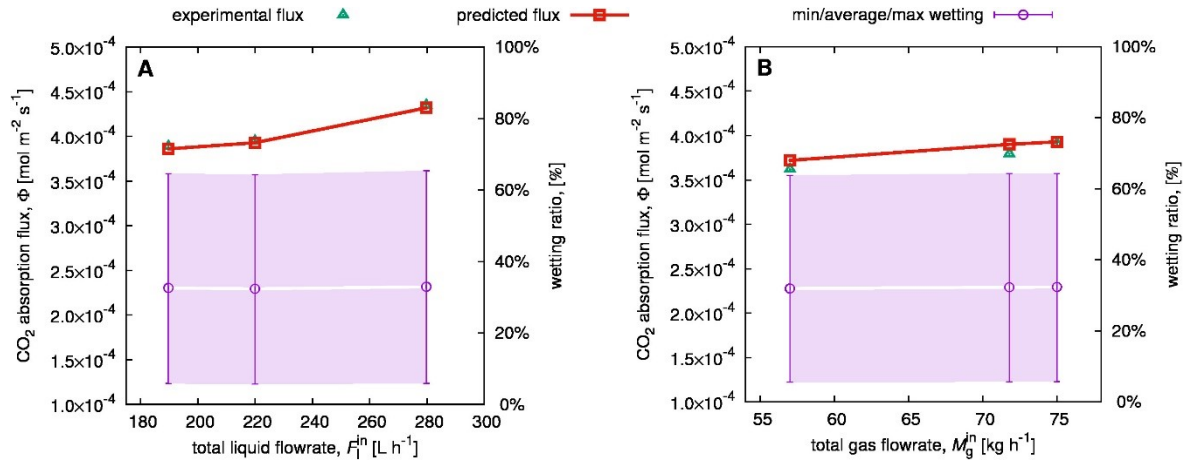 experimental flux predicted flux min/average/max wetting
A
CO₂ absorption flux, Φ [mol m⁻² s⁻¹]
5.0×10⁻⁴
4.5×10⁻⁴
4.0×10⁻⁴
3.5×10⁻⁴
3.0×10⁻⁴
2.5×10⁻⁴
2.0×10⁻⁴
1.5×10⁻⁴
1.0×10⁻⁴
100%
80%
60%
40%
20%
0%
wetting ratio, [%]
180 200 220 240 260 280 300
total liquid flowrate, Fₗⁱⁿ [L h⁻¹]
B
CO₂ absorption flux, Φ [mol m⁻² s⁻¹]
5.0×10⁻⁴
4.5×10⁻⁴
4.0×10⁻⁴
3.5×10⁻⁴
3.0×10⁻⁴
2.5×10⁻⁴
2.0×10⁻⁴
1.5×10⁻⁴
1.0×10⁻⁴
100%
80%
60%
40%
20%
0%
wetting ratio, [%]
55 60 65 70 75
total gas flowrate, M_gⁱⁿ [kg h⁻¹]